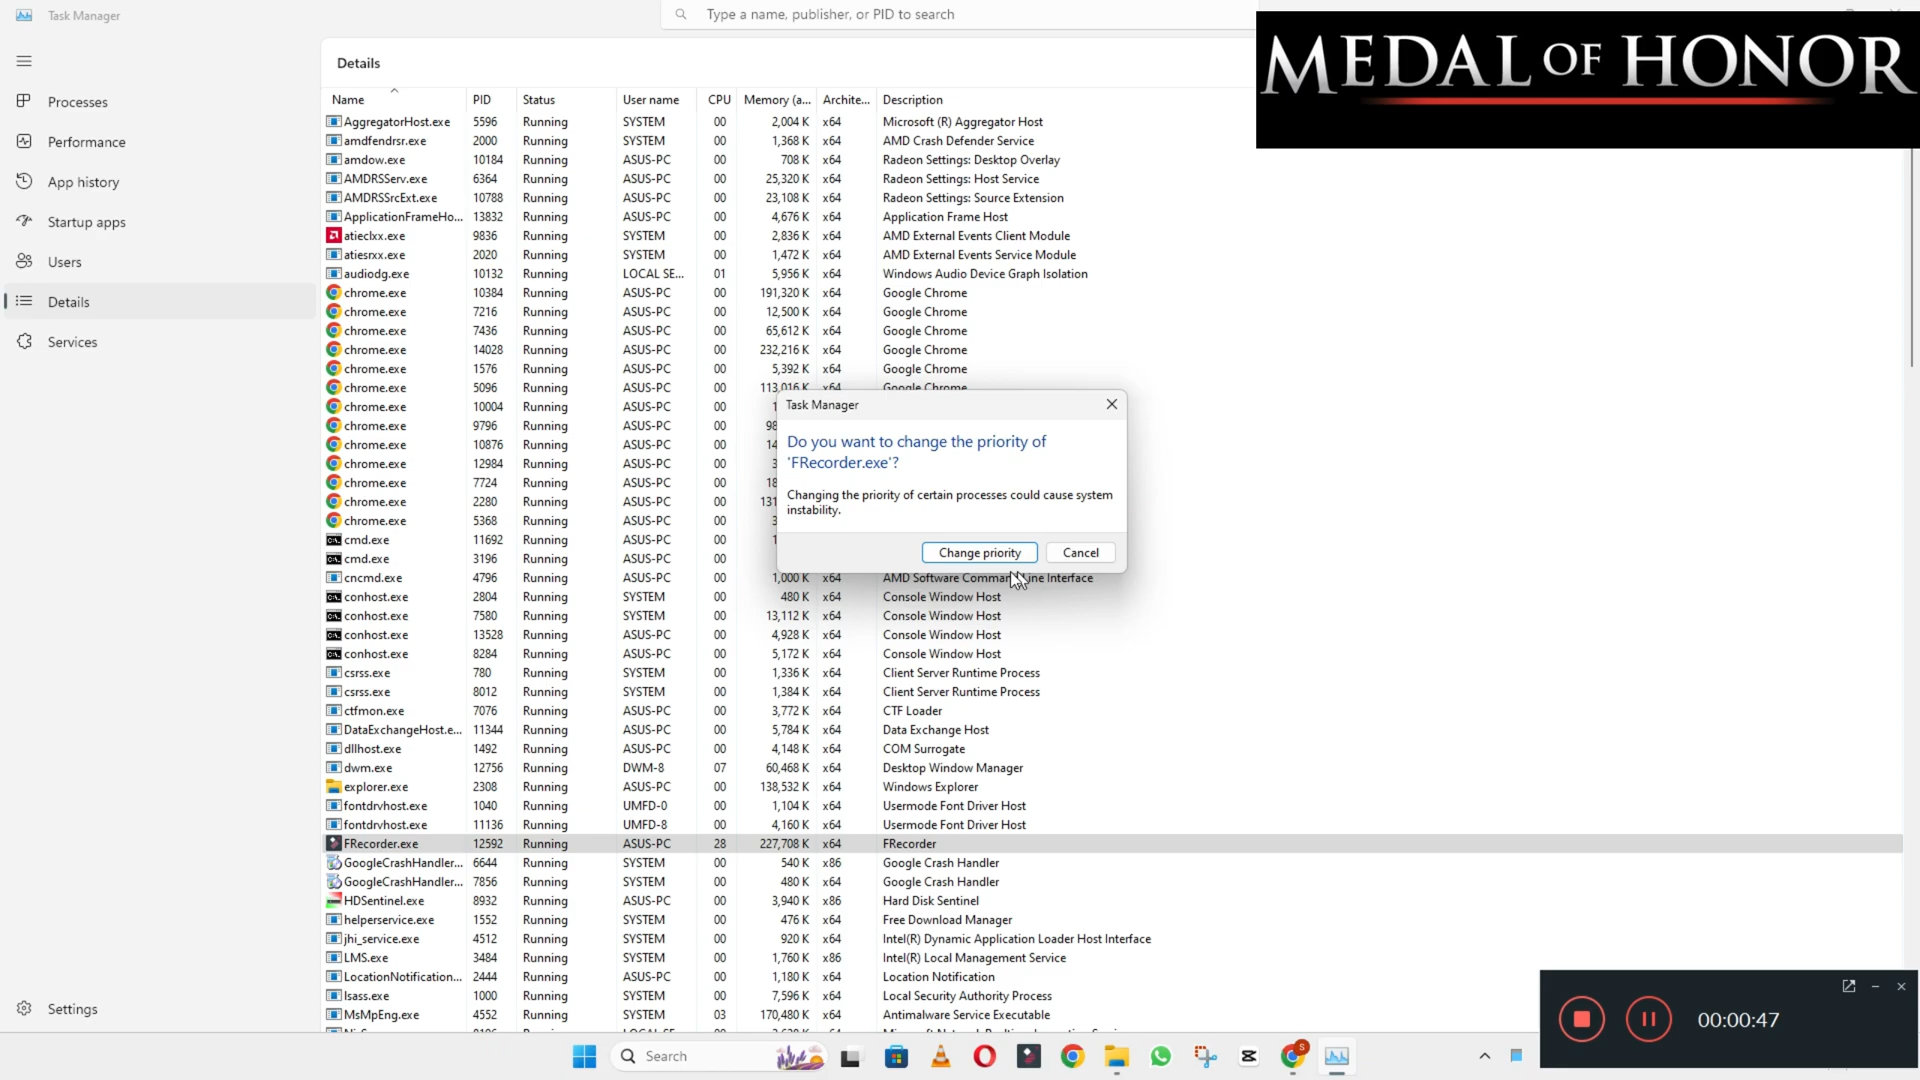 Task Manager
Type a name, publisher, or PID to search
MEDAL OF HONOR
Processes
Performance
App history
Startup apps
Users
Details
Services
Settings
Details
Name PID Status User name CPU Memory (a... Archite... Description
AggregatorHost.exe 5596 Running SYSTEM 00 2,004 K x64 Microsoft (R) Aggregator Host
amdfendrsr.exe 2000 Running SYSTEM 00 1,368 K x64 AMD Crash Defender Service
amdow.exe 10184 Running ASUS-PC 00 708 K x64 Radeon Settings: Desktop Overlay
AMDRSServ.exe 6364 Running ASUS-PC 00 25,320 K x64 Radeon Settings: Host Service
AMDRSSrcExt.exe 10788 Running ASUS-PC 00 23,108 K x64 Radeon Settings: Source Extension
ApplicationFrameHo... 13832 Running ASUS-PC 00 4,676 K x64 Application Frame Host
atieclxx.exe 9836 Running SYSTEM 00 2,836 K x64 AMD External Events Client Module
atiesrxx.exe 2020 Running SYSTEM 00 1,472 K x64 AMD External Events Service Module
audiodg.exe 10132 Running LOCAL SE... 01 5,956 K x64 Windows Audio Device Graph Isolation
chrome.exe 10384 Running ASUS-PC 00 191,320 K x64 Google Chrome
chrome.exe 7216 Running ASUS-PC 00 12,500 K x64 Google Chrome
chrome.exe 7436 Running ASUS-PC 00 65,612 K x64 Google Chrome
chrome.exe 14028 Running ASUS-PC 00 232,216 K x64 Google Chrome
chrome.exe 1576 Running ASUS-PC 00 5,392 K x64 Google Chrome
chrome.exe 5096 Running ASUS-PC 00 113,016 K x64 Google Chrome
chrome.exe 10004 Running ASUS-PC 00 1
chrome.exe 9796 Running ASUS-PC 00 98
chrome.exe 10876 Running ASUS-PC 00 14
chrome.exe 12984 Running ASUS-PC 00 3
chrome.exe 7724 Running ASUS-PC 00 18
chrome.exe 2280 Running ASUS-PC 00 131
chrome.exe 5368 Running ASUS-PC 00 3
cmd.exe 11692 Running ASUS-PC 00 1
cmd.exe 3196 Running ASUS-PC 00
cncmd.exe 4796 Running ASUS-PC 00 1,000 K x64 AMD Software Command Line Interface
conhost.exe 2804 Running SYSTEM 00 480 K x64 Console Window Host
conhost.exe 7580 Running SYSTEM 00 13,112 K x64 Console Window Host
conhost.exe 13528 Running ASUS-PC 00 4,928 K x64 Console Window Host
conhost.exe 8284 Running ASUS-PC 00 5,172 K x64 Console Window Host
csrss.exe 780 Running SYSTEM 00 1,336 K x64 Client Server Runtime Process
csrss.exe 8012 Running SYSTEM 00 1,384 K x64 Client Server Runtime Process
ctfmon.exe 7076 Running ASUS-PC 00 3,772 K x64 CTF Loader
DataExchangeHost.e... 11344 Running ASUS-PC 00 5,784 K x64 Data Exchange Host
dllhost.exe 1492 Running ASUS-PC 00 4,148 K x64 COM Surrogate
dwm.exe 12756 Running DWM-8 07 60,468 K x64 Desktop Window Manager
explorer.exe 2308 Running ASUS-PC 00 138,532 K x64 Windows Explorer
fontdrvhost.exe 1040 Running UMFD-0 00 1,104 K x64 Usermode Font Driver Host
fontdrvhost.exe 11136 Running UMFD-8 00 4,160 K x64 Usermode Font Driver Host
FRecorder.exe 12592 Running ASUS-PC 28 227,708 K x64 FRecorder
GoogleCrashHandler... 6644 Running SYSTEM 00 540 K x86 Google Crash Handler
GoogleCrashHandler... 7856 Running SYSTEM 00 480 K x64 Google Crash Handler
HDSentinel.exe 8932 Running ASUS-PC 00 3,940 K x86 Hard Disk Sentinel
helperservice.exe 1552 Running SYSTEM 00 476 K x64 Free Download Manager
jhi_service.exe 4512 Running SYSTEM 00 920 K x64 Intel(R) Dynamic Application Loader Host Interface
LMS.exe 3484 Running SYSTEM 00 1,760 K x86 Intel(R) Local Management Service
LocationNotification... 2444 Running ASUS-PC 00 1,180 K x64 Location Notification
lsass.exe 1000 Running SYSTEM 00 7,596 K x64 Local Security Authority Process
MsMpEng.exe 4552 Running SYSTEM 03 170,480 K x64 Antimalware Service Executable
Task Manager
Do you want to change the priority of
'FRecorder.exe'?
Changing the priority of certain processes could cause system
instability.
Change priority Cancel
00:00:47
Search